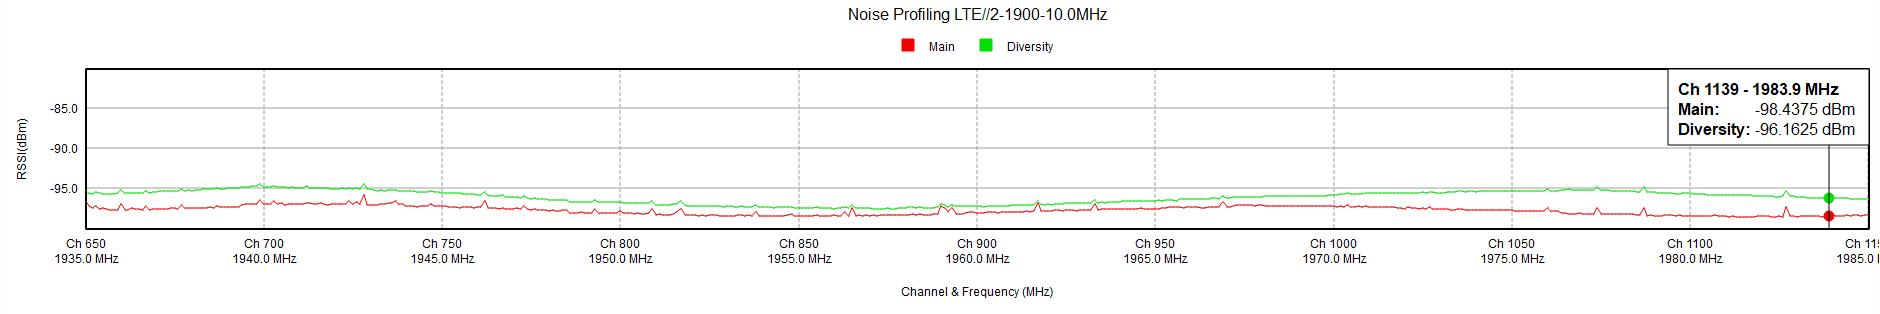 Noise Profiling LTE//2-1900-10.0MHz
Main Diversity
Ch 1139 - 1983.9 MHz
Main: -98.4375 dBm
Diversity: -96.1625 dBm
-85.0
-90.0
-95.0
RSSI(dBm)
Ch 650 Ch 700 Ch 750 Ch 800 Ch 850 Ch 900 Ch 950 Ch 1000 Ch 1050 Ch 1100 Ch 115
1935.0 MHz 1940.0 MHz 1945.0 MHz 1950.0 MHz 1955.0 MHz 1960.0 MHz 1965.0 MHz 1970.0 MHz 1975.0 MHz 1980.0 MHz 1985.0
Channel & Frequency (MHz)